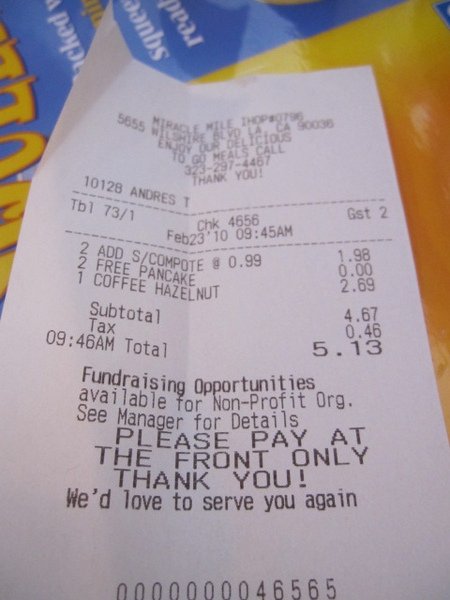 Squee
read
MIRACLE MILE IHOP#0796
5655 WILSHIRE BLVD LA, CA 90036
ENJOY OUR DELICIOUS
TO GO MEALS CALL
323-297-4467
THANK YOU!
10128 ANDRES T
Tbl 73/1 Chk 4656 Gst 2
Feb23'10 09:45AM
2 ADD S/COMPOTE @ 0.99 1.98
2 FREE PANCAKE 0.00
1 COFFEE HAZELNUT 2.69
Subtotal 4.67
Tax 0.46
09:46AM Total 5.13
Fundraising Opportunities
available for Non-Profit Org.
See Manager for Details
PLEASE PAY AT
THE FRONT ONLY
THANK YOU!
We'd love to serve you again
0000000046565